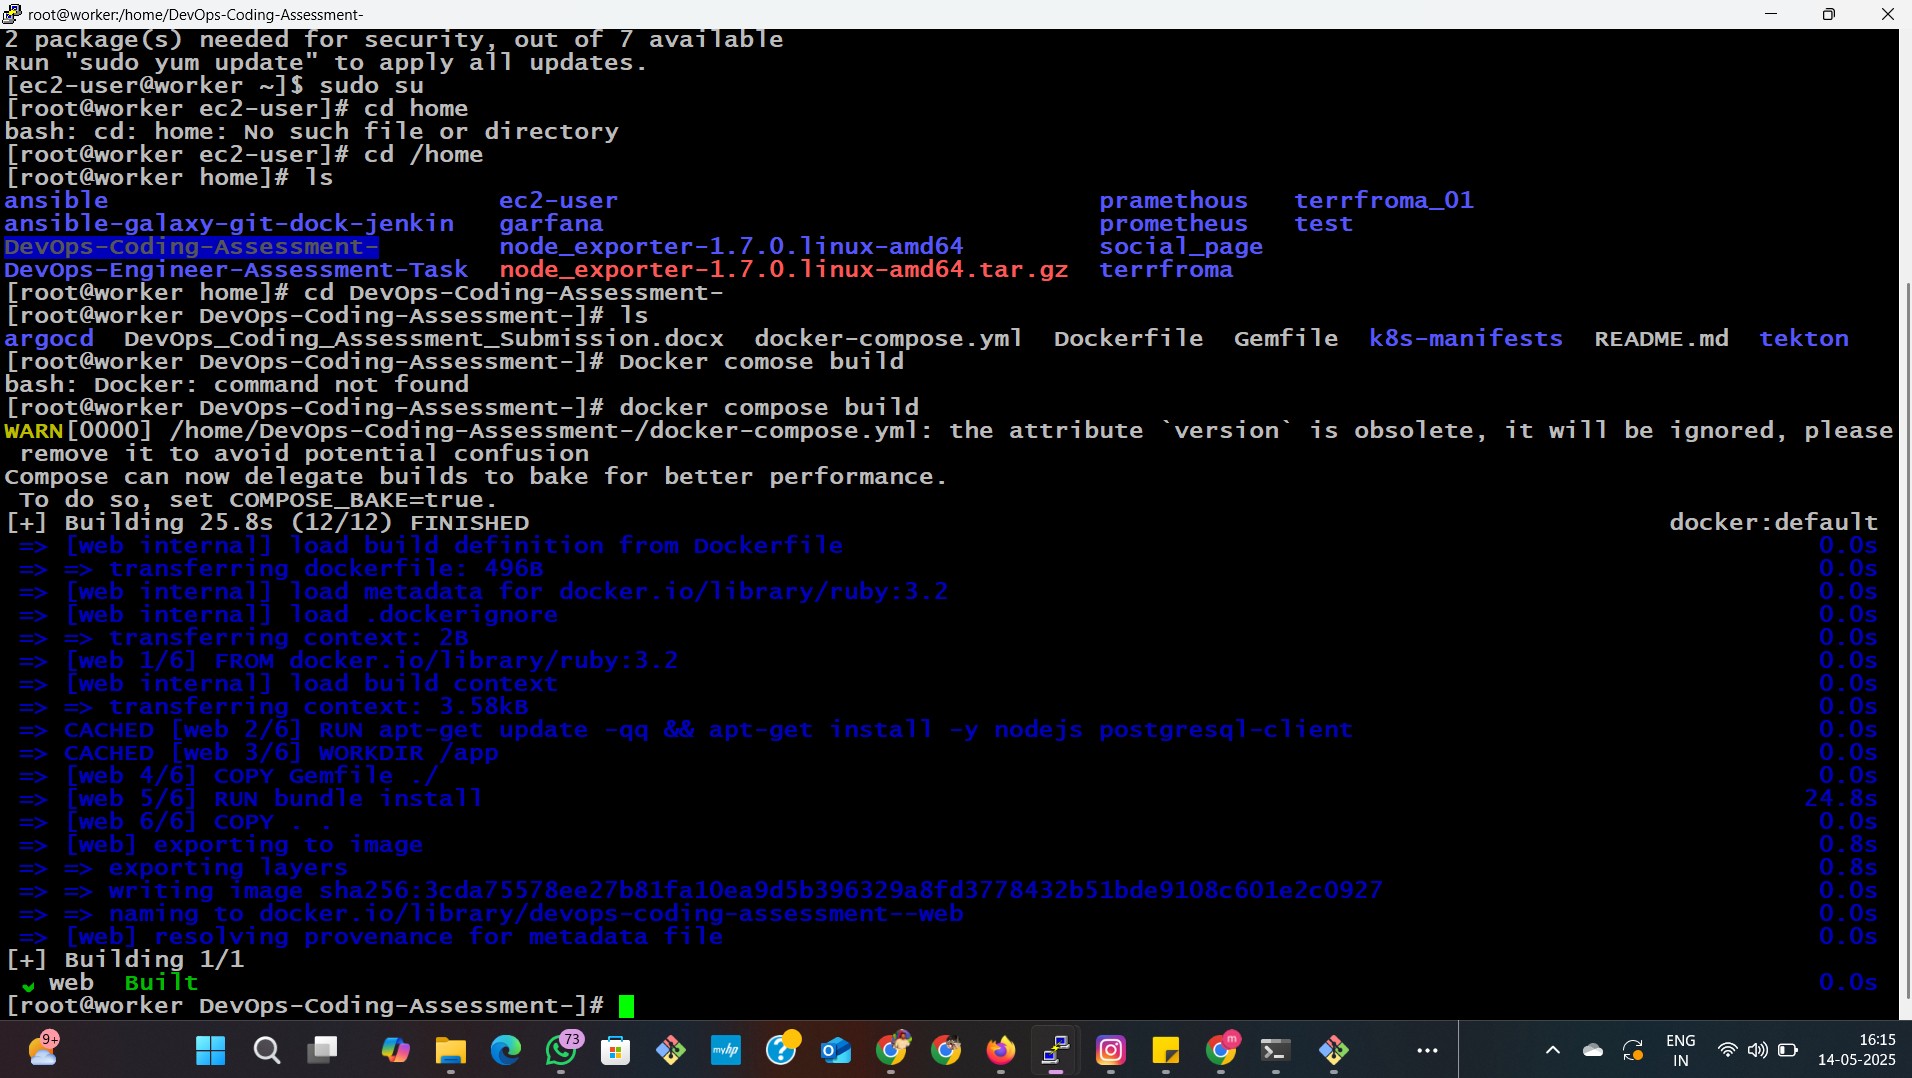 root@worker:/home/DevOps-Coding-Assessment-
2 package(s) needed for security, out of 7 available
Run "sudo yum update" to apply all updates.
[ec2-user@worker ~]$ sudo su
[root@worker ec2-user]# cd home
bash: cd: home: No such file or directory
[root@worker ec2-user]# cd /home
[root@worker home]# ls
ansible ec2-user pramethous terrfroma_01
ansible-galaxy-git-dock-jenkin garfana prometheus test
DevOps-Coding-Assessment- node_exporter-1.7.0.linux-amd64 social_page
DevOps-Engineer-Assessment-Task node_exporter-1.7.0.linux-amd64.tar.gz terrfroma
[root@worker home]# cd DevOps-Coding-Assessment-
[root@worker DevOps-Coding-Assessment-]# ls
argocd DevOps_Coding_Assessment_Submission.docx docker-compose.yml Dockerfile Gemfile k8s-manifests README.md tekton
[root@worker DevOps-Coding-Assessment-]# Docker comose build
bash: Docker: command not found
[root@worker DevOps-Coding-Assessment-]# docker compose build
WARN[0000] /home/DevOps-Coding-Assessment-/docker-compose.yml: the attribute `version` is obsolete, it will be ignored, please
remove it to avoid potential confusion
Compose can now delegate builds to bake for better performance.
To do so, set COMPOSE_BAKE=true.
[+] Building 25.8s (12/12) FINISHED docker:default
=> [web internal] load build definition from Dockerfile 0.0s
=> => transferring dockerfile: 496B 0.0s
=> [web internal] load metadata for docker.io/library/ruby:3.2 0.0s
=> [web internal] load .dockerignore 0.0s
=> => transferring context: 2B 0.0s
=> [web 1/6] FROM docker.io/library/ruby:3.2 0.0s
=> [web internal] load build context 0.0s
=> => transferring context: 3.58kB 0.0s
=> CACHED [web 2/6] RUN apt-get update -qq && apt-get install -y nodejs postgresql-client 0.0s
=> CACHED [web 3/6] WORKDIR /app 0.0s
=> [web 4/6] COPY Gemfile ./ 0.0s
=> [web 5/6] RUN bundle install 24.8s
=> [web 6/6] COPY . . 0.0s
=> [web] exporting to image 0.8s
=> => exporting layers 0.8s
=> => writing image sha256:3cda75578ee27b81fa10ea9d5b396329a8fd3778432b51bde9108c601e2c0927 0.0s
=> => naming to docker.io/library/devops-coding-assessment--web 0.0s
=> [web] resolving provenance for metadata file 0.0s
[+] Building 1/1
✔ web Built 0.0s
[root@worker DevOps-Coding-Assessment-]#
9+
73
myhp
m
ENG
IN
16:15
14-05-2025